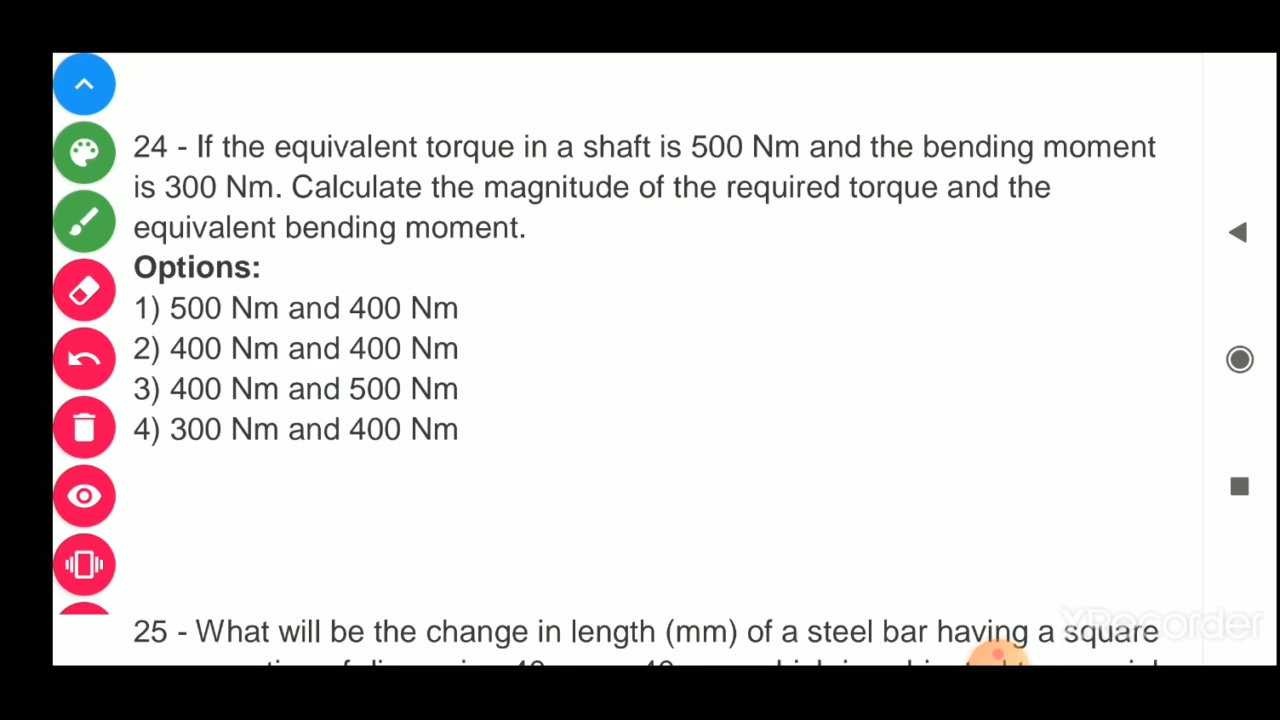 24 - If the equivalent torque in a shaft is 500 Nm and the bending moment
is 300 Nm. Calculate the magnitude of the required torque and the
equivalent bending moment.
Options:
1) 500 Nm and 400 Nm
2) 400 Nm and 400 Nm
3) 400 Nm and 500 Nm
4) 300 Nm and 400 Nm
25 - What will be the change in length (mm) of a steel bar having a square
XRecorder